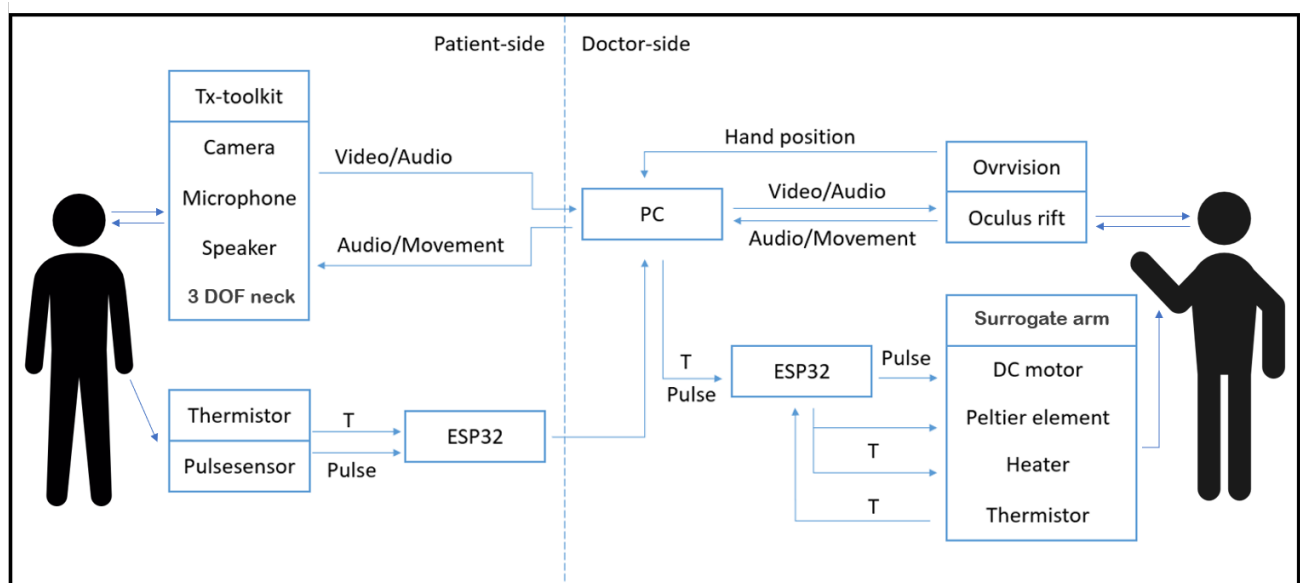 Patient-side
Doctor-side
Tx-toolkit
Camera
Microphone
Speaker
3 DOF neck
Video/Audio
Audio/Movement
Thermistor
Pulsesensor
T
Pulse
ESP32
PC
Hand position
Video/Audio
Audio/Movement
Ovrvision
Oculus rift
T
Pulse
ESP32
Pulse
T
T
Surrogate arm
DC motor
Peltier element
Heater
Thermistor